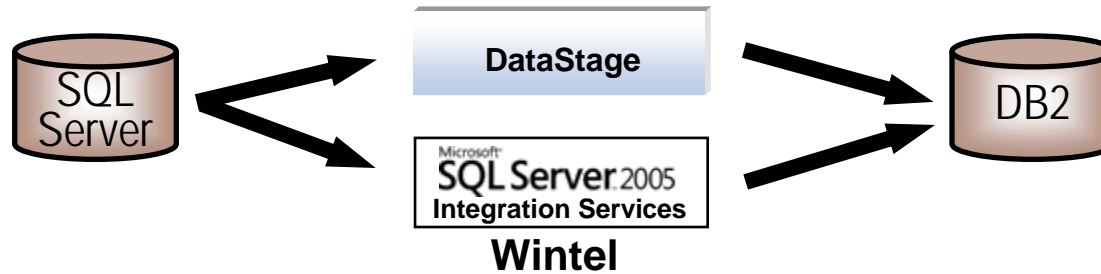 SQL
Server
DataStage
Microsoft
SQL Server 2005
Integration Services
Wintel
DB2